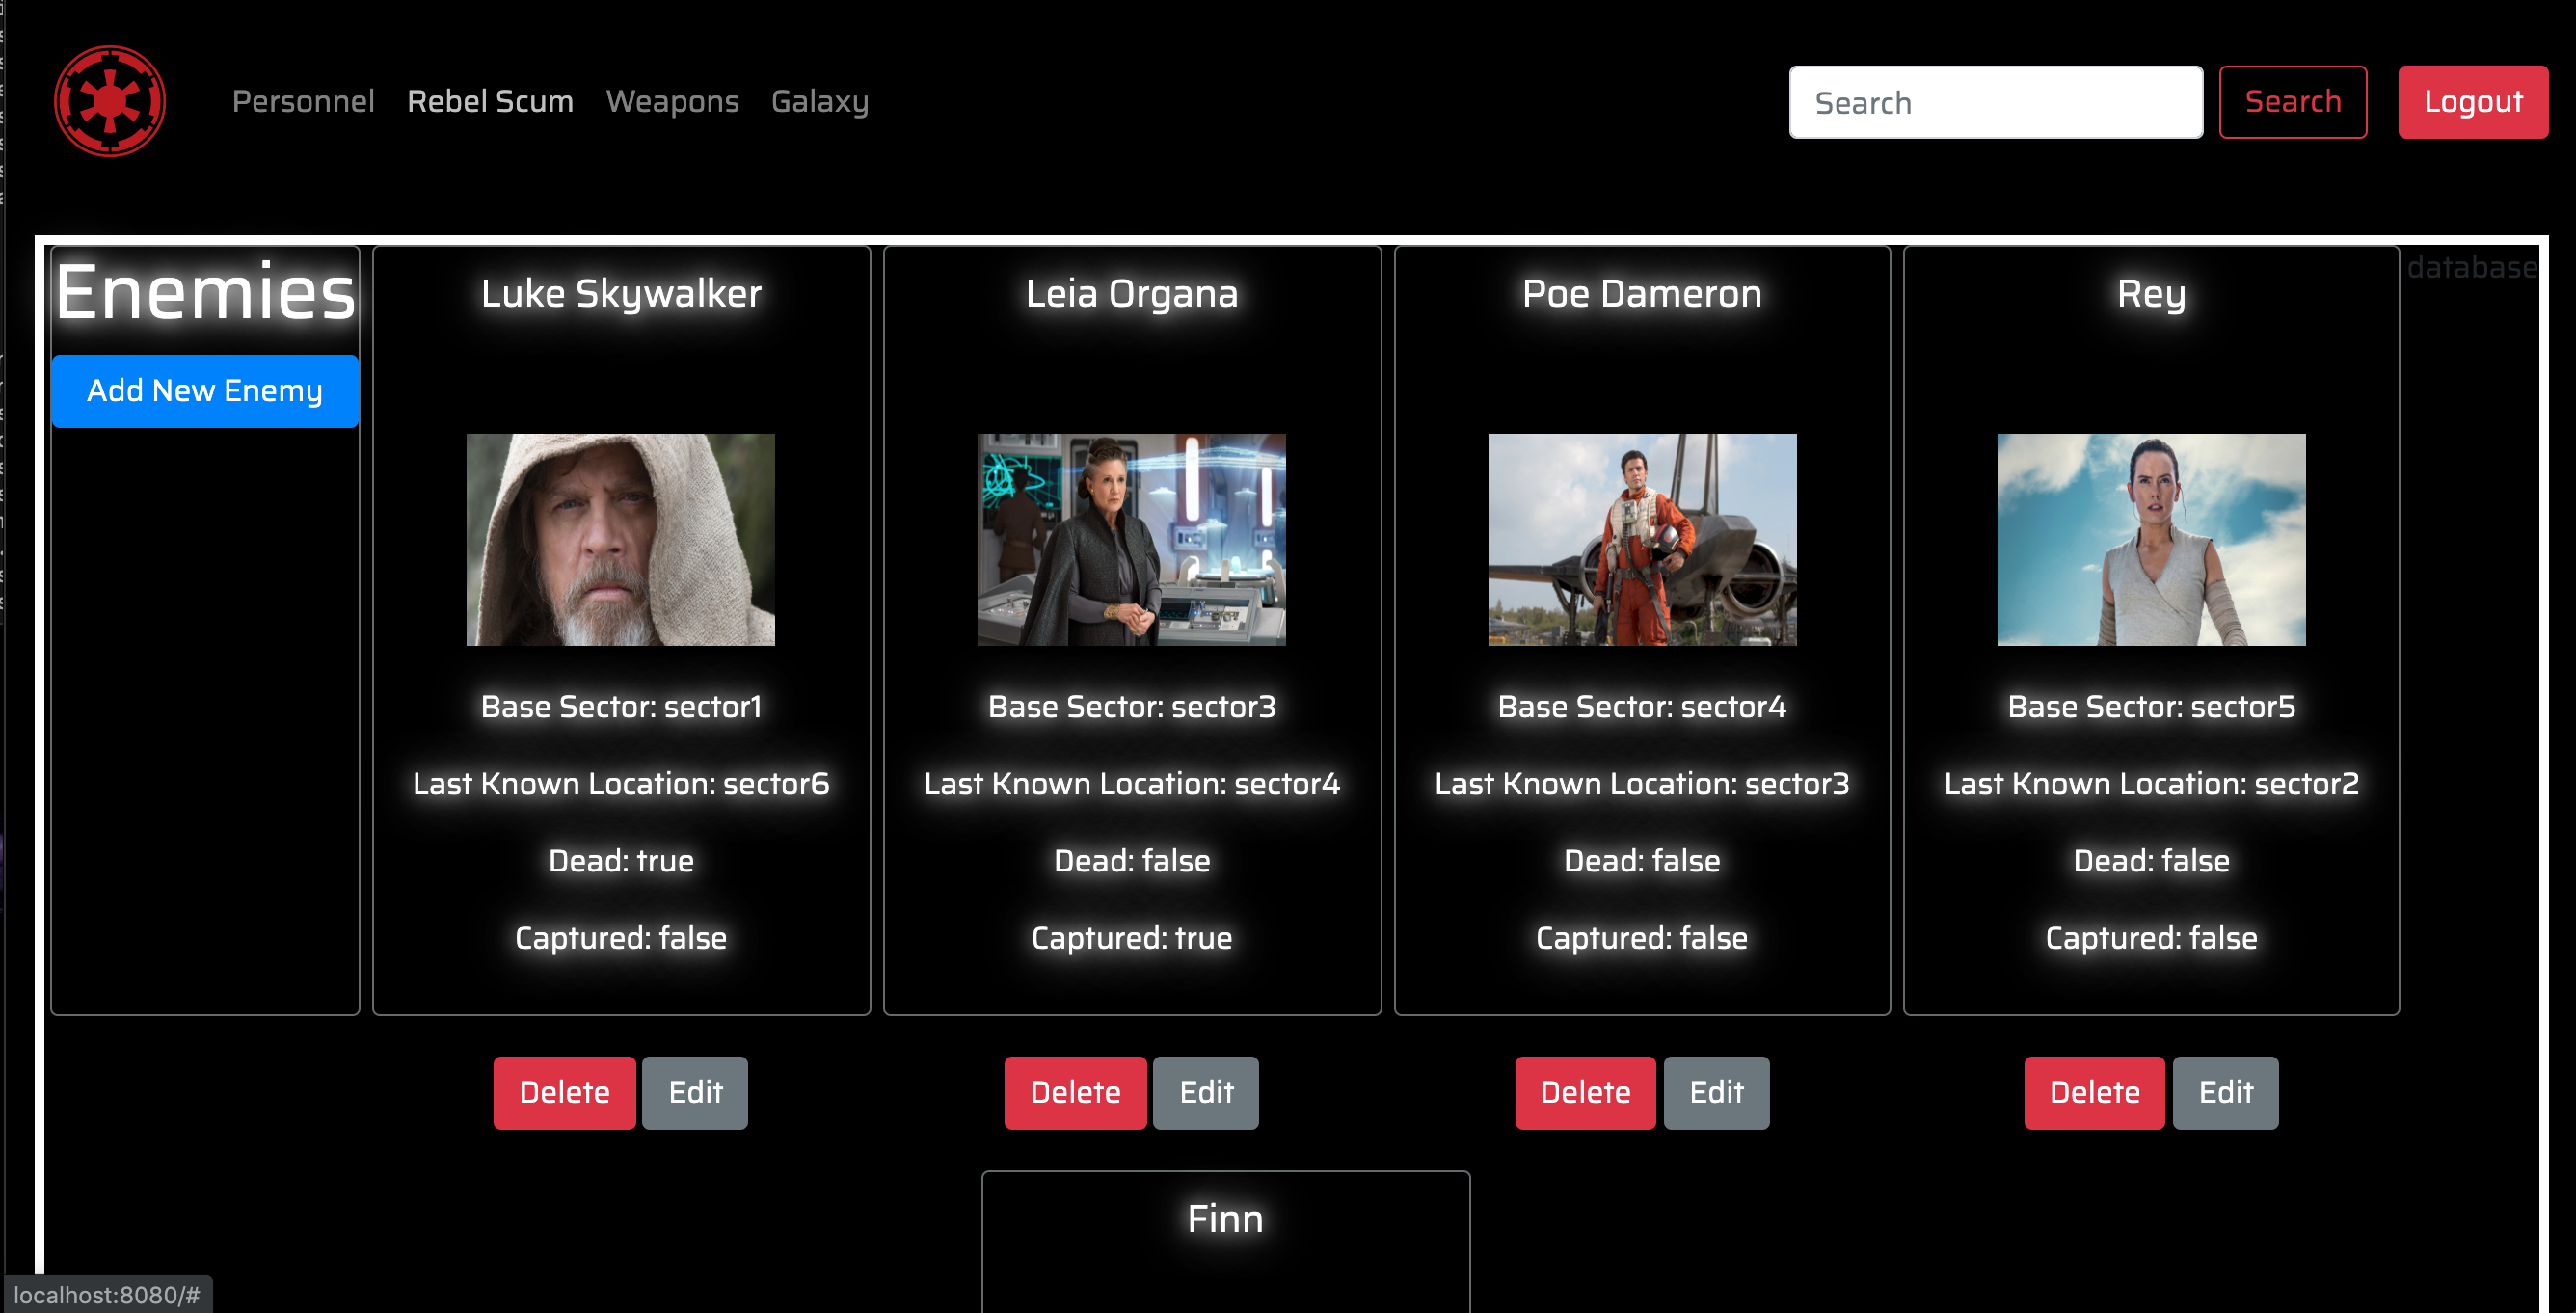 Personnel Rebel Scum Weapons Galaxy Search Search Logout
Enemies
Add New Enemy
Luke Skywalker
Base Sector: sector1
Last Known Location: sector6
Dead: true
Captured: false
Delete Edit
Leia Organa
Base Sector: sector3
Last Known Location: sector4
Dead: false
Captured: true
Delete Edit
Poe Dameron
Base Sector: sector4
Last Known Location: sector3
Dead: false
Captured: false
Delete Edit
Rey
Base Sector: sector5
Last Known Location: sector2
Dead: false
Captured: false
Delete Edit
database
Finn
localhost:8080/#